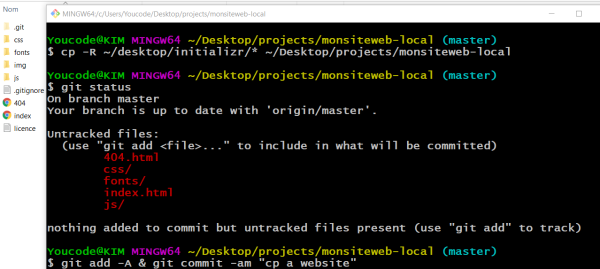 Nom
.git
css
fonts
img
js
.gitignore
404
index
licence
MINGW64:/c/Users/Youcode/Desktop/projects/monsiteweb-local
Youcode@KIM MINGW64 ~/Desktop/projects/monsiteweb-local (master)
$ cp -R ~/desktop/initializr/* ~/Desktop/projects/monsiteweb-local
Youcode@KIM MINGW64 ~/Desktop/projects/monsiteweb-local (master)
$ git status
On branch master
Your branch is up to date with 'origin/master'.
Untracked files:
(use "git add <file>..." to include in what will be committed)
404.html
css/
fonts/
index.html
js/
nothing added to commit but untracked files present (use "git add" to track)
Youcode@KIM MINGW64 ~/Desktop/projects/monsiteweb-local (master)
$ git add -A & git commit -am "cp a website"